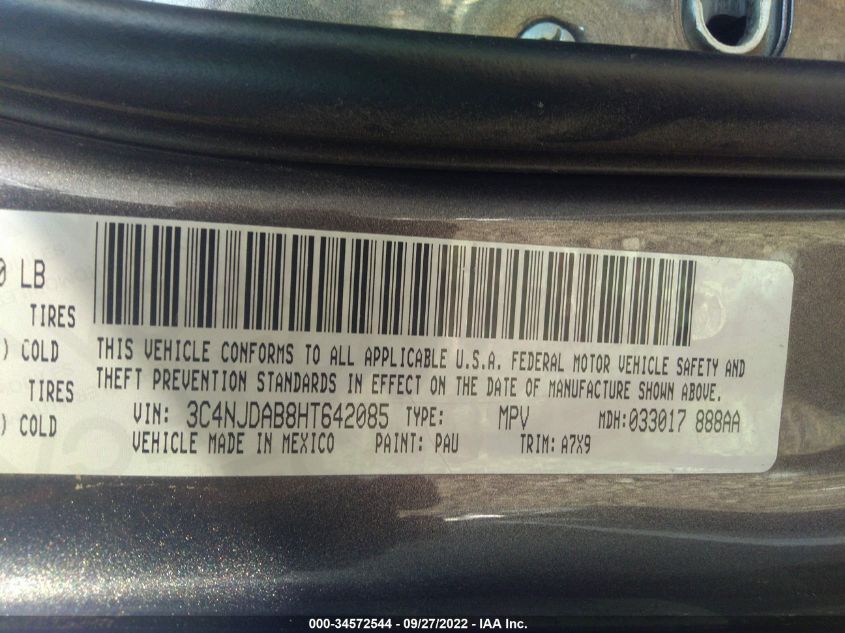 0 LB
TIRES
) COLD
TIRES
) COLD
THIS VEHICLE CONFORMS TO ALL APPLICABLE U.S.A. FEDERAL MOTOR VEHICLE SAFETY AND
THEFT PREVENTION STANDARDS IN EFFECT ON THE DATE OF MANUFACTURE SHOWN ABOVE.
VIN: 3C4NJDAB8HT642085 TYPE: MPV MDH: 033017 888AA
VEHICLE MADE IN MEXICO PAINT: PAU TRIM: A7X9
000-34572544 - 09/27/2022 - IAA Inc.